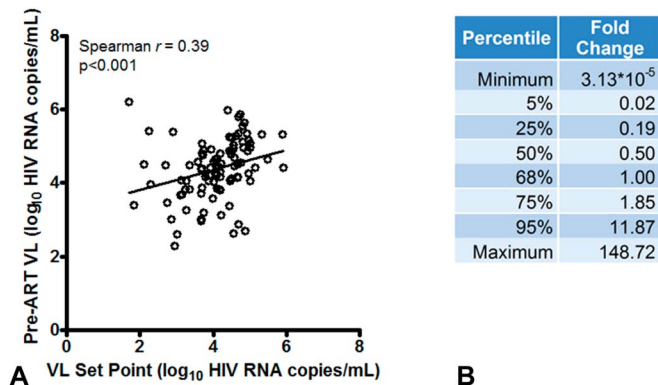 Spearman r = 0.39
p<0.001
Pre-ART VL (log10 HIV RNA copies/mL)
8
6
4
2
0
0 2 4 6 8
VL Set Point (log10 HIV RNA copies/mL)
A
Percentile Fold Change
Minimum 3.13*10-5
5% 0.02
25% 0.19
50% 0.50
68% 1.00
75% 1.85
95% 11.87
Maximum 148.72
B